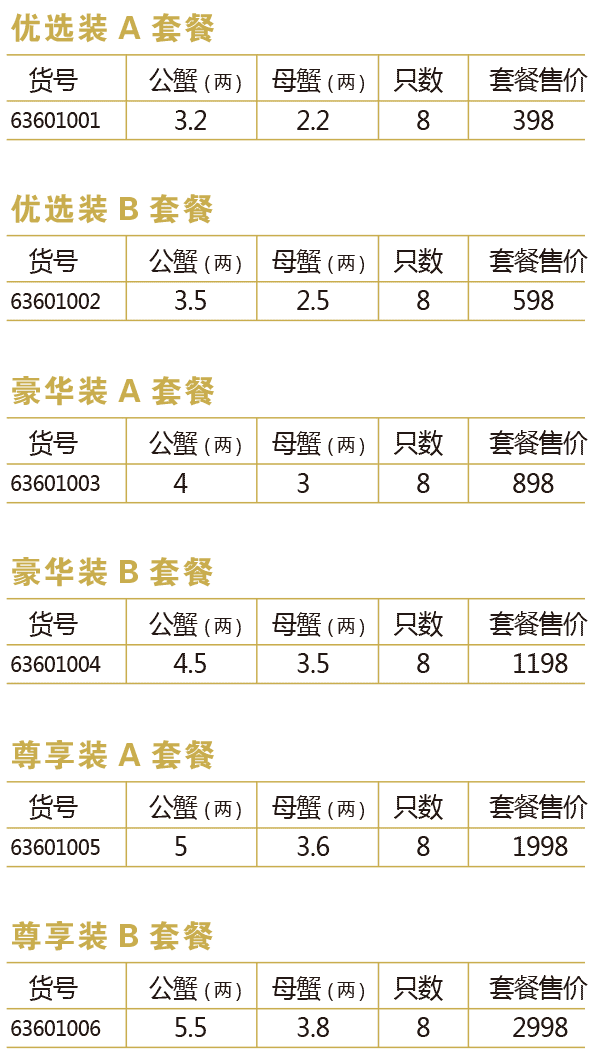 优选装 A 套餐
货号 公蟹 (两) 母蟹 (两) 只数 套餐售价
63601001 3.2 2.2 8 398
优选装 B 套餐
货号 公蟹 (两) 母蟹 (两) 只数 套餐售价
63601002 3.5 2.5 8 598
豪华装 A 套餐
货号 公蟹 (两) 母蟹 (两) 只数 套餐售价
63601003 4 3 8 898
豪华装 B 套餐
货号 公蟹 (两) 母蟹 (两) 只数 套餐售价
63601004 4.5 3.5 8 1198
尊享装 A 套餐
货号 公蟹 (两) 母蟹 (两) 只数 套餐售价
63601005 5 3.6 8 1998
尊享装 B 套餐
货号 公蟹 (两) 母蟹 (两) 只数 套餐售价
63601006 5.5 3.8 8 2998